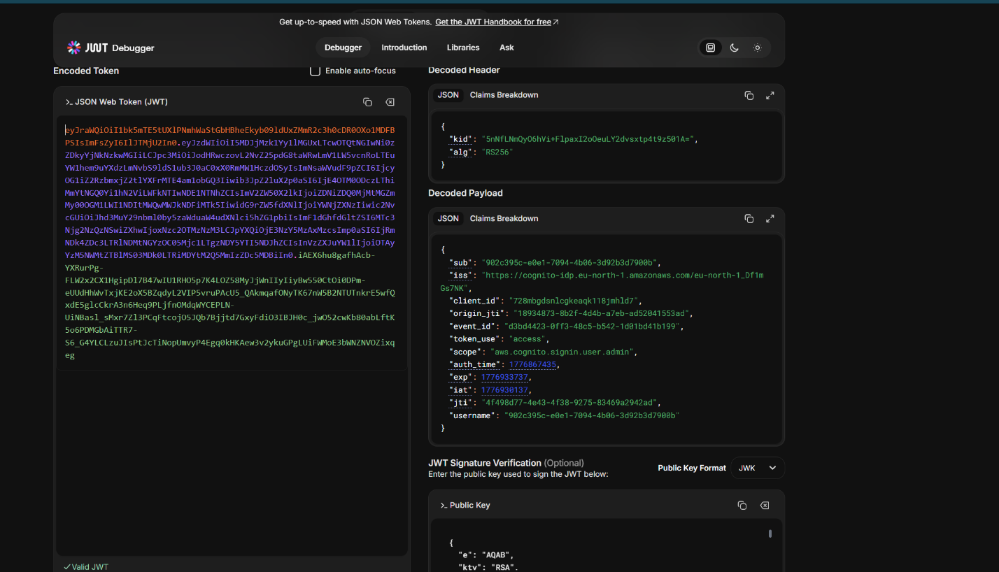 Get up-to-speed with JSON Web Tokens. Get the JWT Handbook for free
JWT Debugger
Debugger Introduction Libraries Ask
Encoded Token
Enable auto-focus
JSON Web Token (JWT)
eyJraWQiOiI1bk5mTE5tUXlPNmhWaStGbHBheEkyb09ldUxZMmR2c3h0cDR0OXo1MDFB
PSIsImFsZyI6IlJTMjU2In0.eyJzdWIiOiI5MDJjMzk1Yy1lMGUxLTcwOTQtNGIwNi0z
ZDkyYjNkNzkwMGIiLCJpc3MiOiJodHRwczovL2NvZ25pdG8taWRwLmV1LW5vcnRoLTEu
YW1hem9uYXdzLmNvbS9ldS1ub3J0aC0xX0RmMW1HczdOSyIsImNsaWVudF9pZCI6Ijcy
OG1iZ2Rzbmxjz2tlYXFrMTE4am1obGQ3Iiwib3JpZ2luX2p0aSI6IjE4OTM0ODczLThi
MmYtNGQ0Yi1hN2ViLWFkNTIwNDE1NTNhZCIsImV2ZW50X2lkIjoiZDNiZDQ0MjMtMGZm
My00OGM1LWI1NDItMWQwMWJkNDFiMTk5IiwidG9rZW5fdXNlIjoiYWNjZXNzIiwic2Nv
cGUiOiJhd3MuY29nbml0by5zaWduaW4udXNlci5hZG1pbiIsImF1dGhfdGltZSI6MTc3
Njg2NzQzNSwiZXhwIjoxNzc2OTMzNzM3LCJpYXQiOjE3NzY5MzAxMzcsImp0aSI6IjRm
NDk4ZDc3LTRlNDMtNGYzOC05Mjc1LTgzNDY5YTI5NDJhZCIsInVzZXJuYW1lIjoiOTAy
YzM5NWMtZTBlMS03MDk0LTRiMDYtM2Q5MmIzZDc5MDBiIn0.iAEX6hu8gafhAcb-
YXRurPg-
FLW2x2CX1HgipDl7B47wIU1RHO5p7K4LOZ58MyJjWnIIyIiyBw550CtOi0DPm-
eUUdHhWvTxjKE2oX5BZqdyL2VIP5vruPAcU5_QAkmqafONyTK67nW5B2NTUTnkrE5wfQ
xdE5glcCkrA3n6Heq9PLjfnOMdqWYCEPLN-
UiNBasl_sMxr7Zl3PCqFtcojO5JQb7Bjjtd7GxyFdiO3IBJH0c_jwO52cwKb80abLftK
5o6PDMGbAiTTR7-
S6_G4YLCLzuJIsPtJcTiNopUmvyP4Egq0kHKAew3v2ykuGPgLUiFWMoE3bWNZNVOZixq
eg
Valid JWT
Decoded Header
JSON Claims Breakdown
{
"kid": "5nNfLNmQyO6hVi+FlpaxI2oOeuLY2dvsxtp4t9z501A=",
"alg": "RS256"
}
Decoded Payload
JSON Claims Breakdown
{
"sub": "902c395c-e0e1-7094-4b06-3d92b3d7900b",
"iss": "https://cognito-idp.eu-north-1.amazonaws.com/eu-north-1_Df1m
Gs7NK",
"client_id": "728mbgdsnlcgkeaqk118jmhld7",
"origin_jti": "18934873-8b2f-4d4b-a7eb-ad52041553ad",
"event_id": "d3bd4423-0ff3-48c5-b542-1d01bd41b199",
"token_use": "access",
"scope": "aws.cognito.signin.user.admin",
"auth_time": 1776867435,
"exp": 1776933737,
"iat": 1776930137,
"jti": "4f498d77-4e43-4f38-9275-83469a2942ad",
"username": "902c395c-e0e1-7094-4b06-3d92b3d7900b"
}
JWT Signature Verification (Optional)
Enter the public key used to sign the JWT below:
Public Key Format JWK
Public Key
{
"e": "AQAB",
"kty": "RSA",